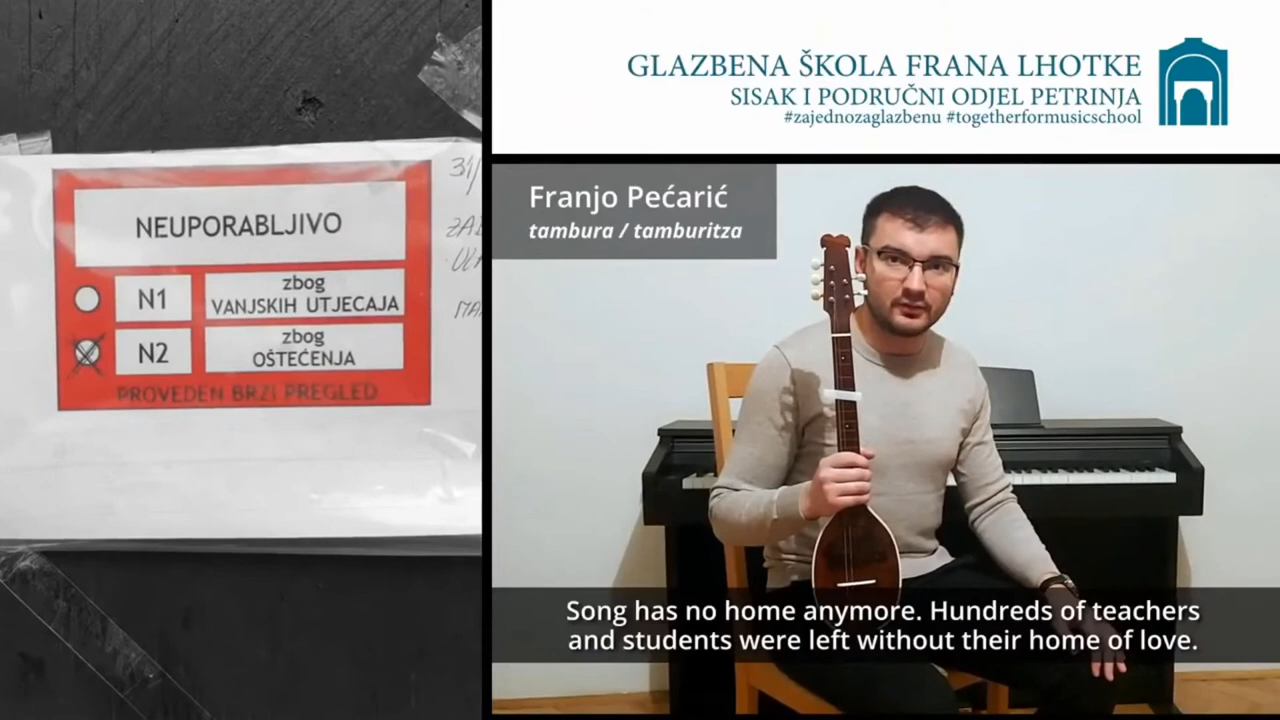 NEUPORABLJIVO
N1
zbog
VANJSKIH UTJECAJA
N2
zbog
OŠTEĆENJA
PROVEDEN BRZI PREGLED
31/
GLAZBENA ŠKOLA FRANA LHOTKE
SISAK I PODRUČNI ODJEL PETRINJA
#zajednozaglazbenu #togetherformusicschool
Franjo Pećarić
tambura / tamburitza
Song has no home anymore. Hundreds of teachers
and students were left without their home of love.